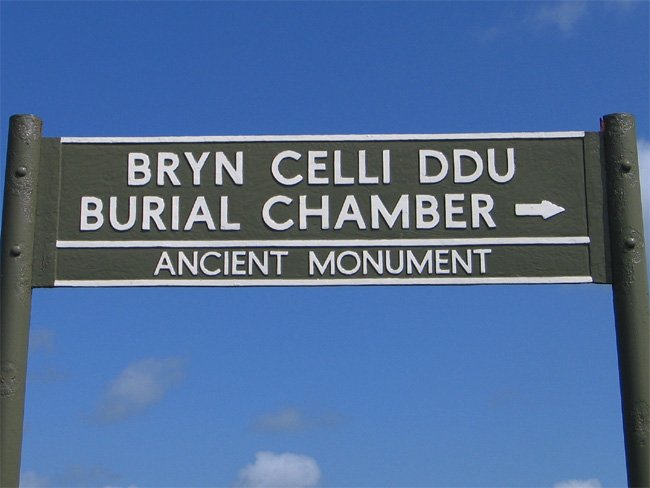 BRYN CELLI DDU
BURIAL CHAMBER →
ANCIENT MONUMENT